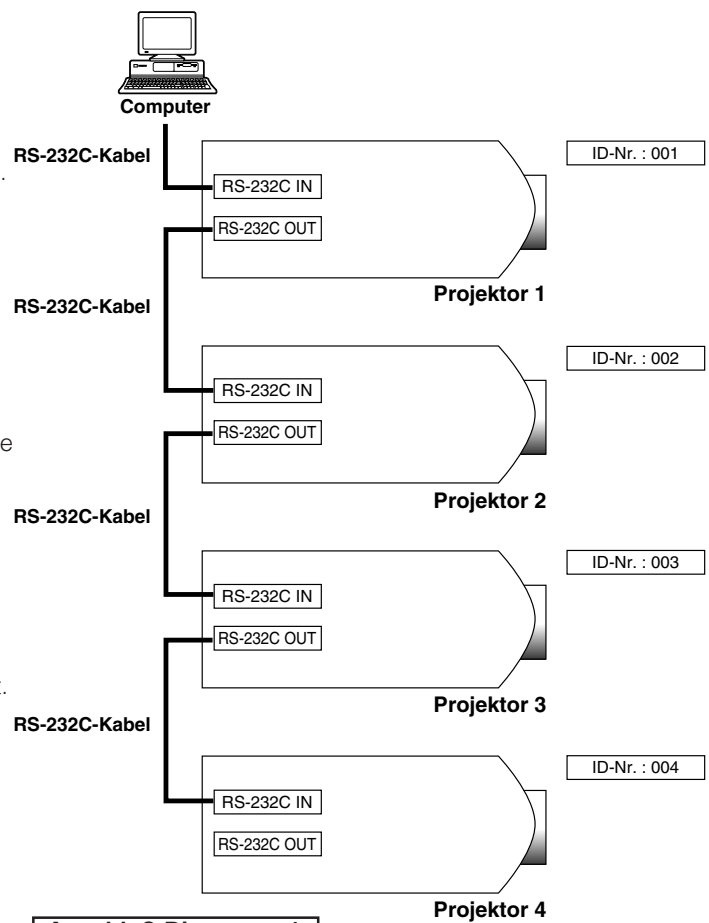 Computer
RS-232C-Kabel
ID-Nr. : 001
RS-232C IN
RS-232C OUT
Projektor 1
RS-232C-Kabel
ID-Nr. : 002
RS-232C IN
RS-232C OUT
Projektor 2
RS-232C-Kabel
ID-Nr. : 003
RS-232C IN
RS-232C OUT
Projektor 3
RS-232C-Kabel
ID-Nr. : 004
RS-232C IN
RS-232C OUT
Projektor 4